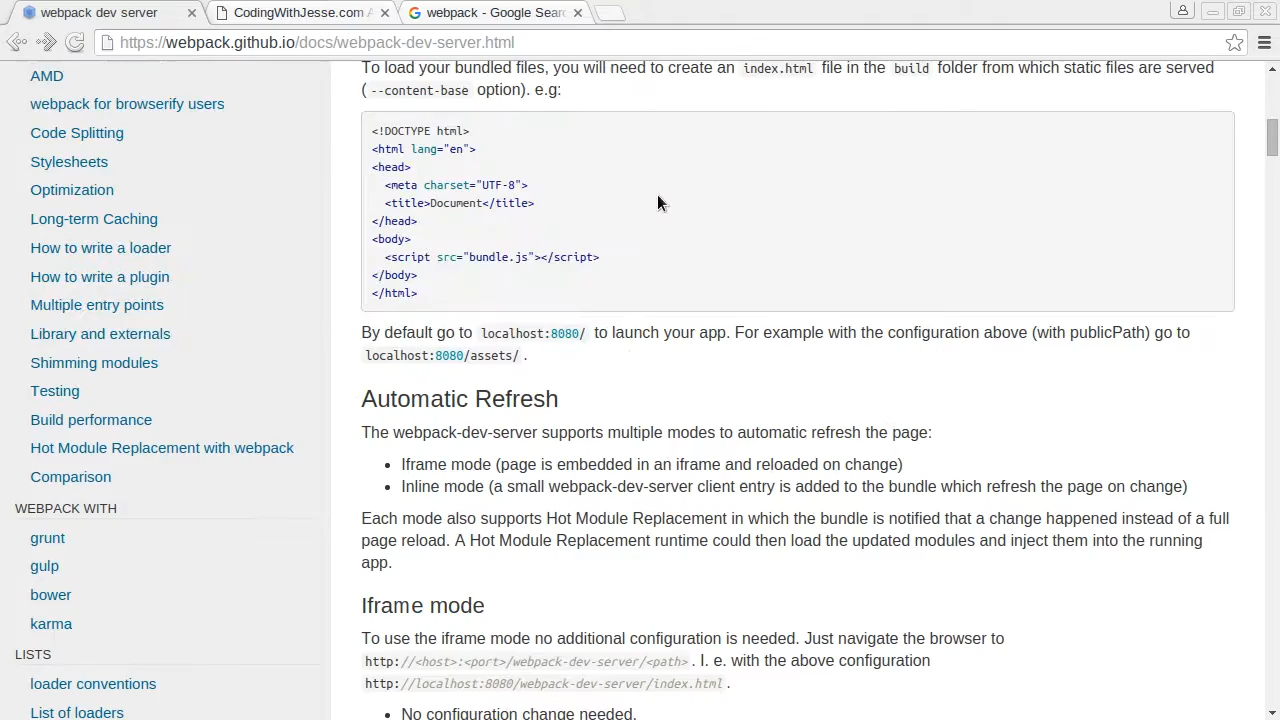 webpack dev server
CodingWithJesse.com A
webpack - Google Sear
https://webpack.github.io/docs/webpack-dev-server.html
AMD
webpack for browserify users
Code Splitting
Stylesheets
Optimization
Long-term Caching
How to write a loader
How to write a plugin
Multiple entry points
Library and externals
Shimming modules
Testing
Build performance
Hot Module Replacement with webpack
Comparison
WEBPACK WITH
grunt
gulp
bower
karma
LISTS
loader conventions
List of loaders
To load your bundled files, you will need to create an index.html file in the build folder from which static files are served
( --content-base option). e.g:
<!DOCTYPE html>
<html lang="en">
<head>
  <meta charset="UTF-8">
  <title>Document</title>
</head>
<body>
  <script src="bundle.js"></script>
</body>
</html>
By default go to localhost:8080/ to launch your app. For example with the configuration above (with publicPath) go to
localhost:8080/assets/ .
Automatic Refresh
The webpack-dev-server supports multiple modes to automatic refresh the page:
• Iframe mode (page is embedded in an iframe and reloaded on change)
• Inline mode (a small webpack-dev-server client entry is added to the bundle which refresh the page on change)
Each mode also supports Hot Module Replacement in which the bundle is notified that a change happened instead of a full
page reload. A Hot Module Replacement runtime could then load the updated modules and inject them into the running
app.
Iframe mode
To use the iframe mode no additional configuration is needed. Just navigate the browser to
http://<host>:<port>/webpack-dev-server/<path> . I. e. with the above configuration
http://localhost:8080/webpack-dev-server/index.html .
• No configuration change needed.